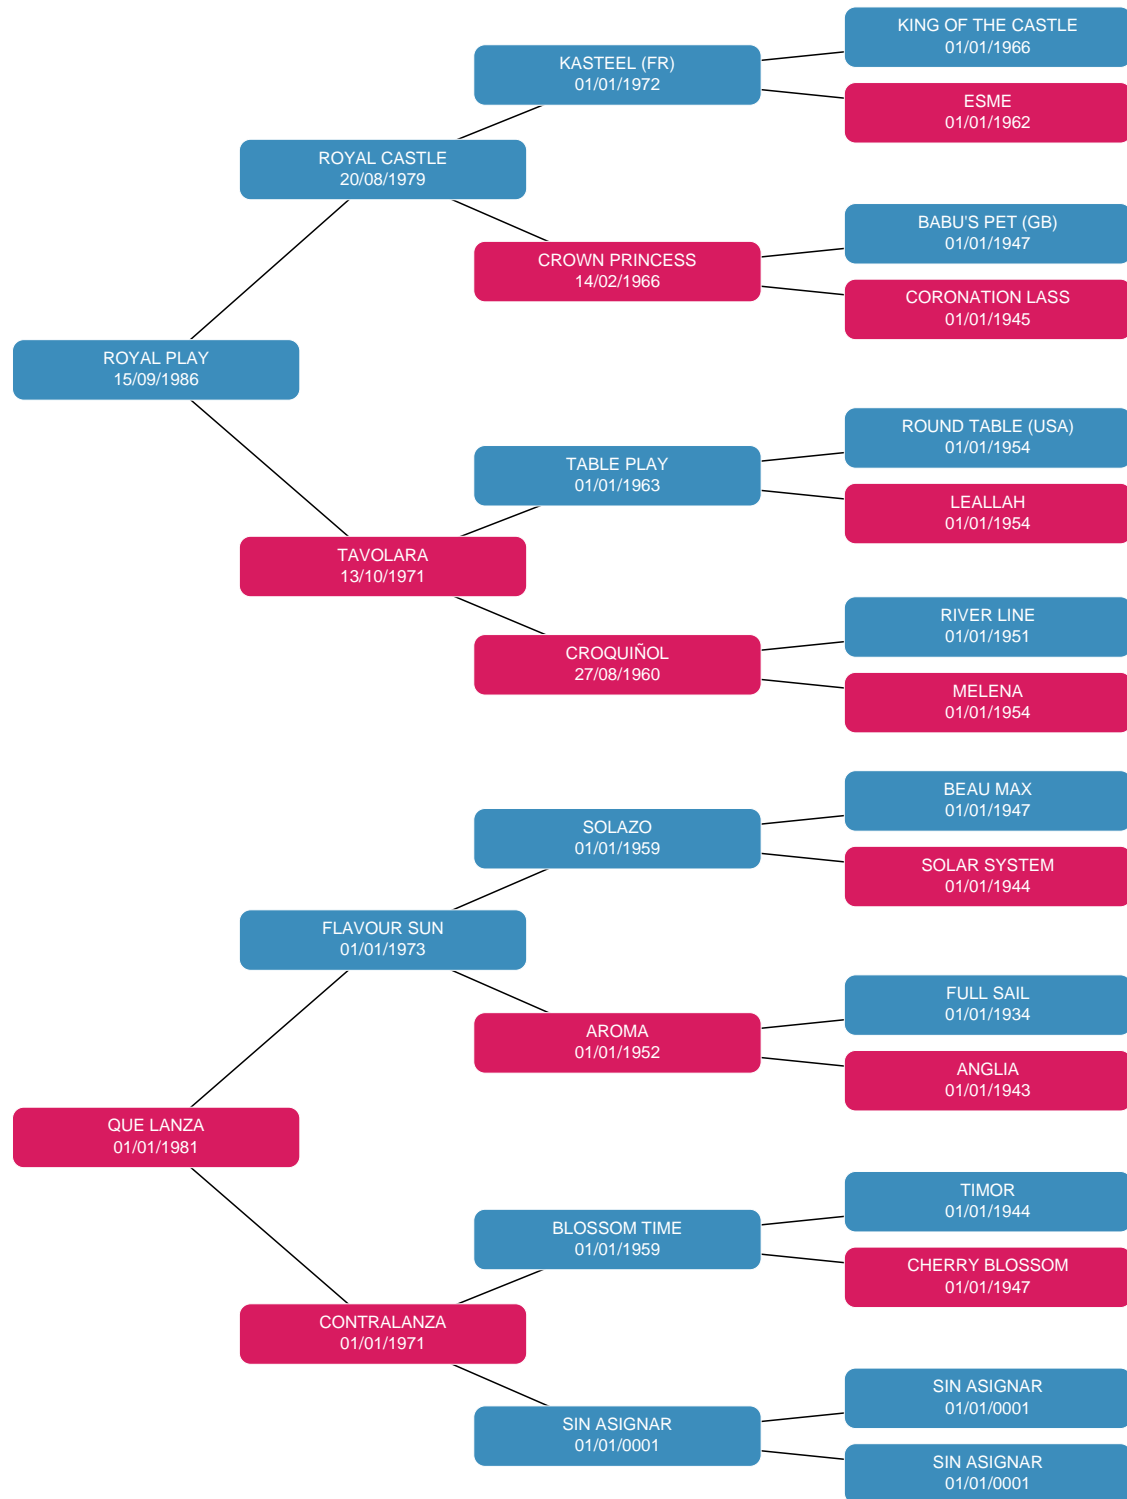 KING OF THE CASTLE
01/01/1966
KASTEEL (FR)
01/01/1972
ESME
01/01/1962
ROYAL CASTLE
20/08/1979
BABU'S PET (GB)
01/01/1947
CROWN PRINCESS
14/02/1966
CORONATION LASS
01/01/1945
ROYAL PLAY
15/09/1986
ROUND TABLE (USA)
01/01/1954
TABLE PLAY
01/01/1963
LEALLAH
01/01/1954
TAVOLARA
13/10/1971
RIVER LINE
01/01/1951
CROQUIÑOL
27/08/1960
MELENA
01/01/1954
BEAU MAX
01/01/1947
SOLAZO
01/01/1959
SOLAR SYSTEM
01/01/1944
FLAVOUR SUN
01/01/1973
FULL SAIL
01/01/1934
AROMA
01/01/1952
ANGLIA
01/01/1943
QUE LANZA
01/01/1981
TIMOR
01/01/1944
BLOSSOM TIME
01/01/1959
CHERRY BLOSSOM
01/01/1947
CONTRALANZA
01/01/1971
SIN ASIGNAR
01/01/0001
SIN ASIGNAR
01/01/0001
SIN ASIGNAR
01/01/0001